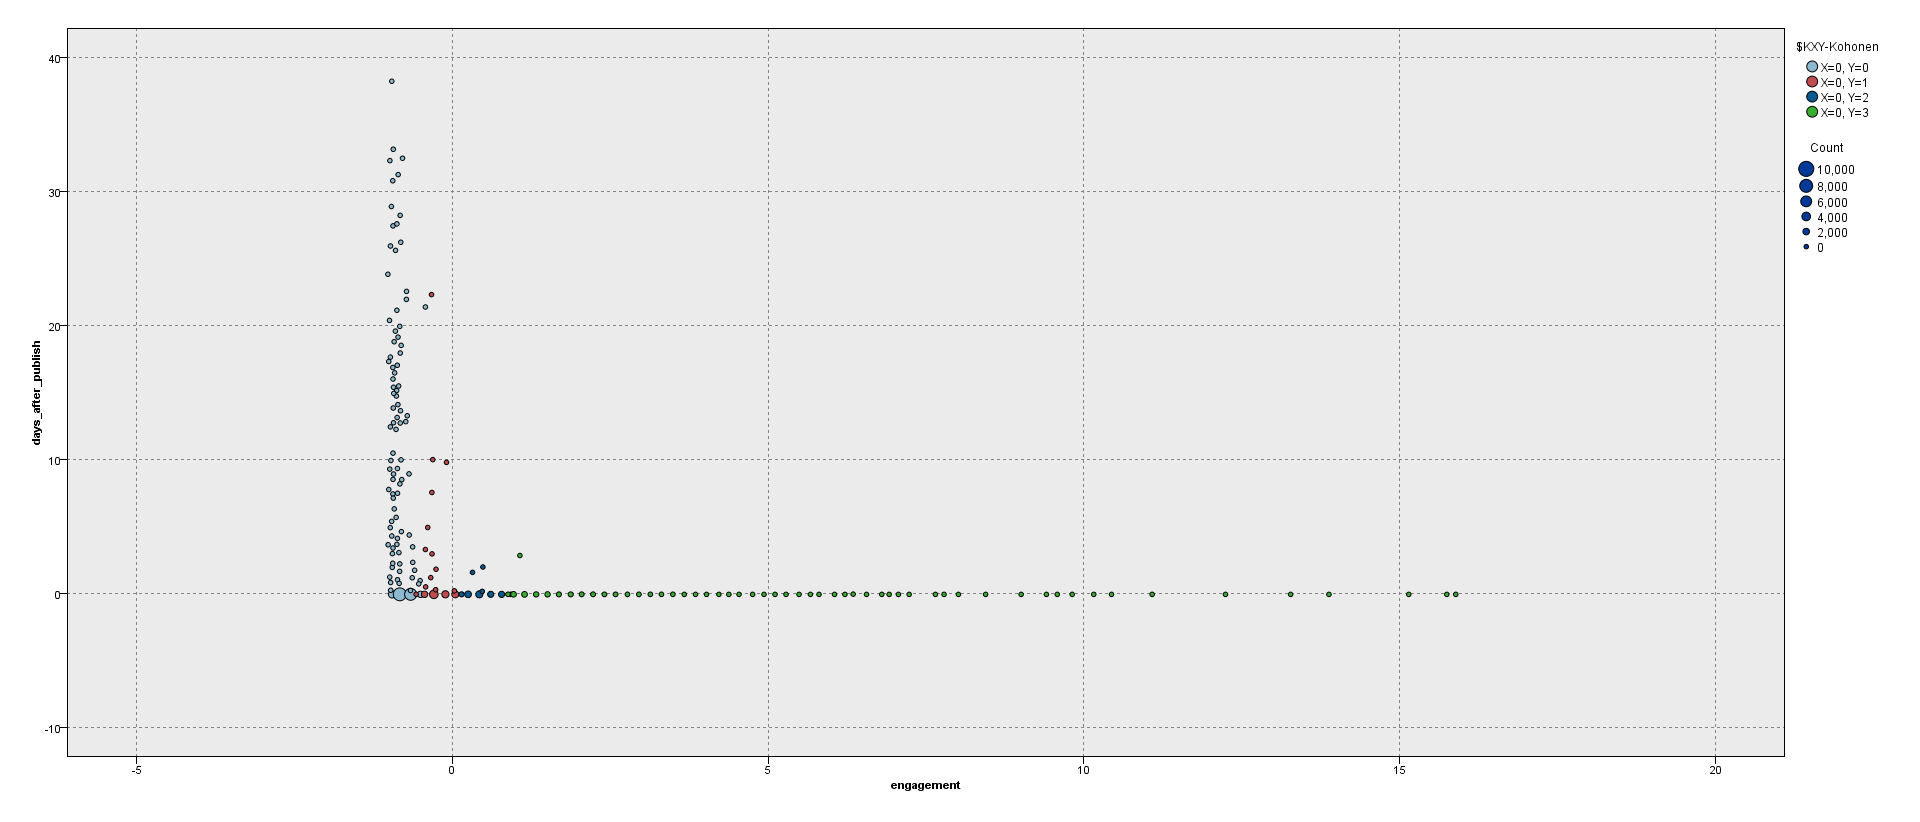 $KXY-Kohonen
X=0, Y=0
X=0, Y=1
X=0, Y=2
X=0, Y=3
Count
10,000
8,000
6,000
4,000
2,000
0
40
30
20
10
0
-10
days_after_publish
-5
0
5
10
15
20
engagement